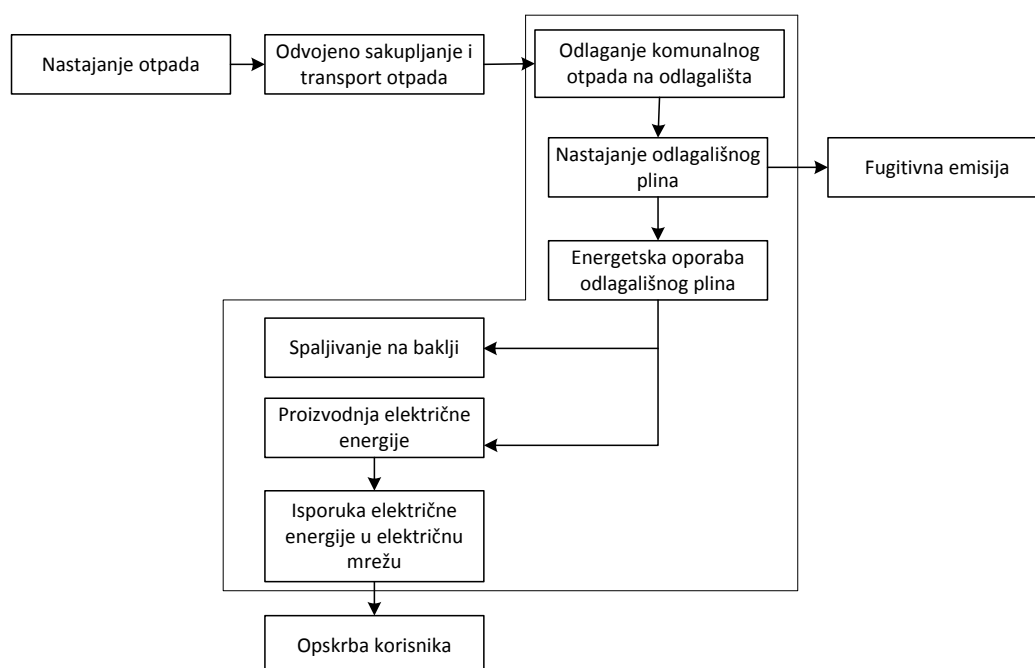 Nastajanje otpada
Odvojeno sakupljanje i
transport otpada
Odlaganje komunalnog
otpada na odlagališta
Nastajanje odlagališnog
plina
Fugitivna emisija
Energetska oporaba
odlagališnog plina
Spaljivanje na baklji
Proizvodnja električne
energije
Isporuka električne
energije u električnu
mrežu
Opskrba korisnika